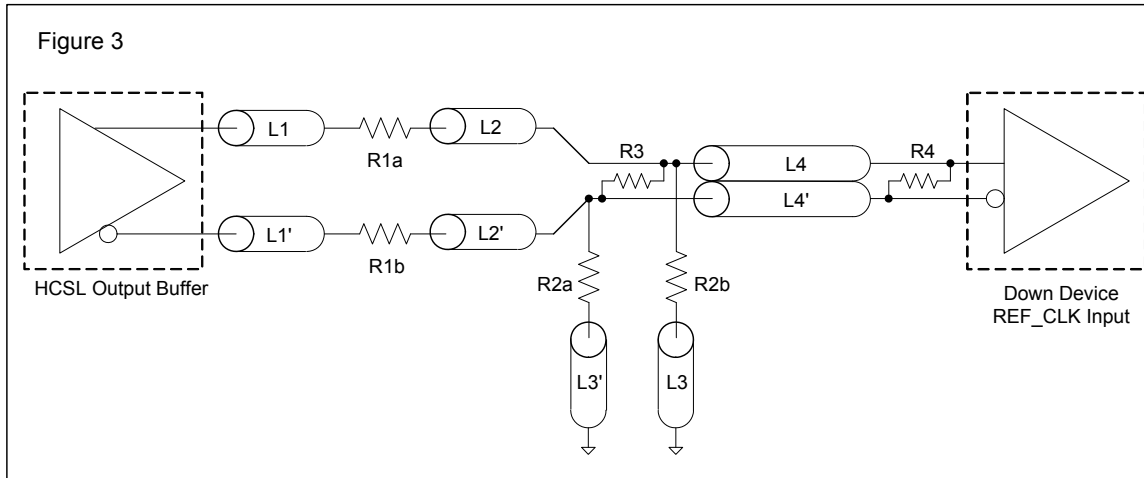 Figure 3
L1
R1a
L2
R3
L4
R4
L4'
L1'
R1b
L2'
HCSL Output Buffer
R2a
R2b
Down Device
REF_CLK Input
L3'
L3